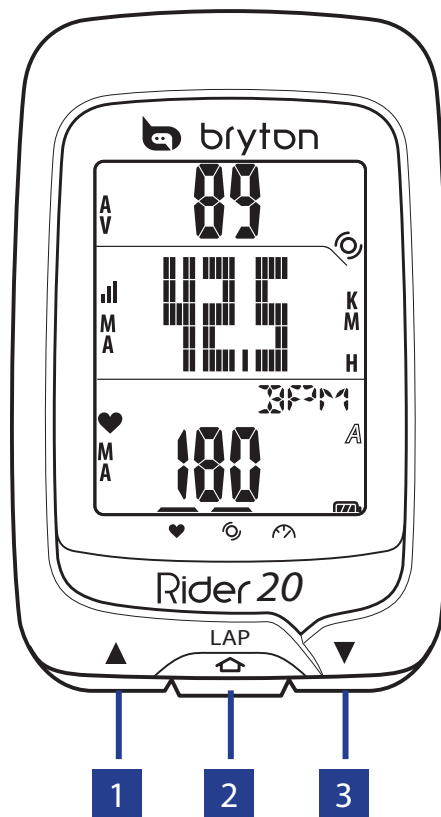 bryton
AV
89
42.5
MA
KM
H
BPM
MA
A
180
Rider 20
LAP
1 2 3